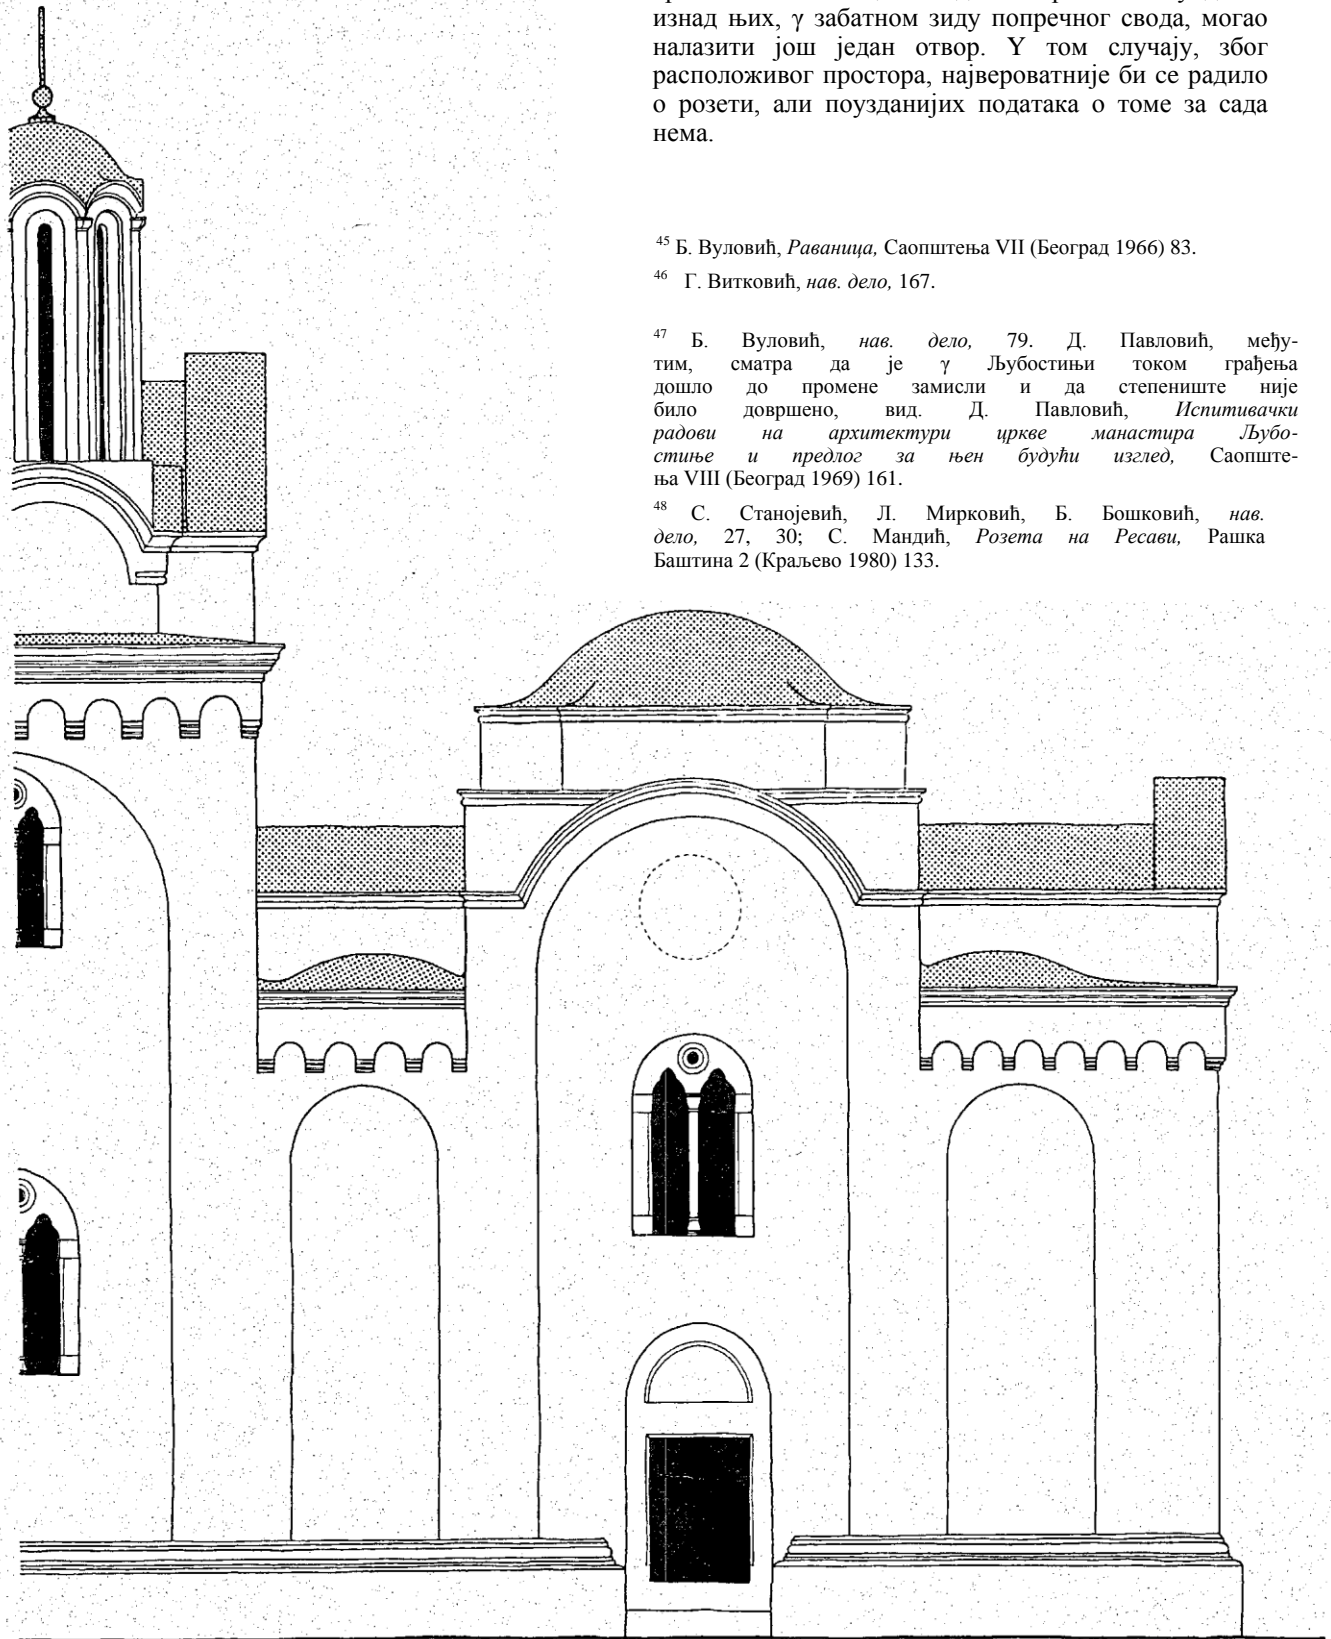 изнад њих, γ забатном зиду попречног свода, могао
налазити још један отвор. Y том случају, због
расположивог простора, највероватније би се радило
о розети, али поузданијих података о томе за сада
нема.
45 Б. Вуловић, Раваница, Саопштења VII (Београд 1966) 83.
46 Г. Витковић, нав. дело, 167.
47 Б. Вуловић, нав. дело, 79. Д. Павловић, међу-
тим, сматра да је γ Љубостињи током грађења
дошло до промене замисли и да степениште није
било довршено, вид. Д. Павловић, Испитивачки
радови на архитектури цркве манастира Љубо-
стиње и предлог за њен будући изглед, Саопште-
ња VIII (Београд 1969) 161.
48 С. Станојевић, Л. Мирковић, Б. Бошковић, нав.
дело, 27, 30; С. Мандић, Розета на Ресави, Рашка
Баштина 2 (Краљево 1980) 133.